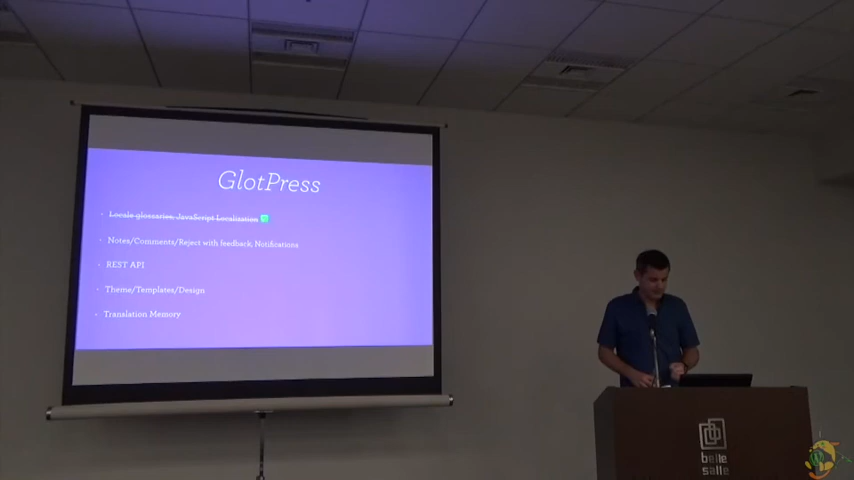 GlotPress
Locale glossaries, JavaScript Localization
Notes/Comments/Reject with feedback, Notifications
REST API
Theme/Templates/Design
Translation Memory
belle
salle